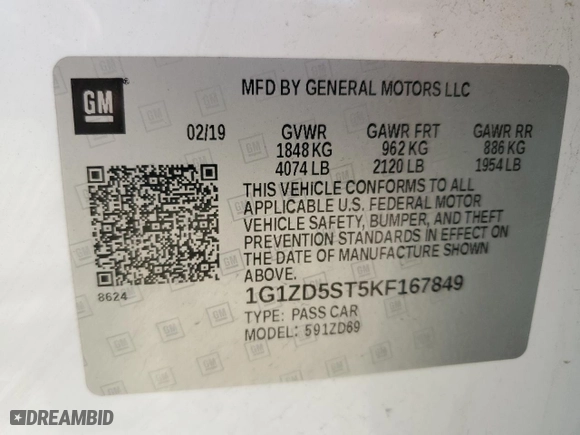 GM
MFD BY GENERAL MOTORS LLC
02/19 GVWR GAWR FRT GAWR RR
1848 KG 962 KG 886 KG
4074 LB 2120 LB 1954 LB
THIS VEHICLE CONFORMS TO ALL
APPLICABLE U.S. FEDERAL MOTOR
VEHICLE SAFETY, BUMPER, AND THEFT
PREVENTION STANDARDS IN EFFECT ON
THE DATE OF MANUFACTURE SHOWN
ABOVE.
8624
1G1ZD5ST5KF167849
TYPE: PASS CAR
MODEL: 591ZD69
DREAMBID